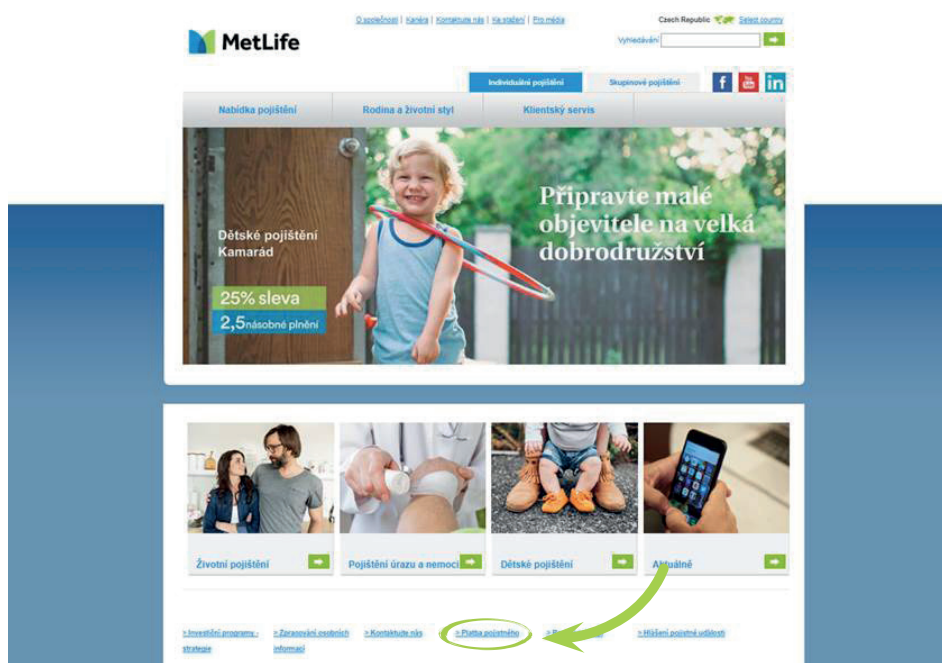 O společnosti | Kariéra | Kontaktujte nás | Ke stažení | Pro média
Czech Republic Select country
MetLife
Vyhledávání
Individuální pojištění
Skupinové pojištění
f You Tube in
Nabídka pojištění
Rodina a životní styl
Klientský servis
Připravte malé
objevitele na velká
dobrodružství
Dětské pojištění
Kamarád
25% sleva
2,5násobné plnění
Životní pojištění
Pojištění úrazu a nemoci
Dětské pojištění
Aktuálně
> Investiční programy -
strategie
> Zpracování osobních
informací
> Kontaktujte nás
> Platba pojistného
> Hlášení pojistné události